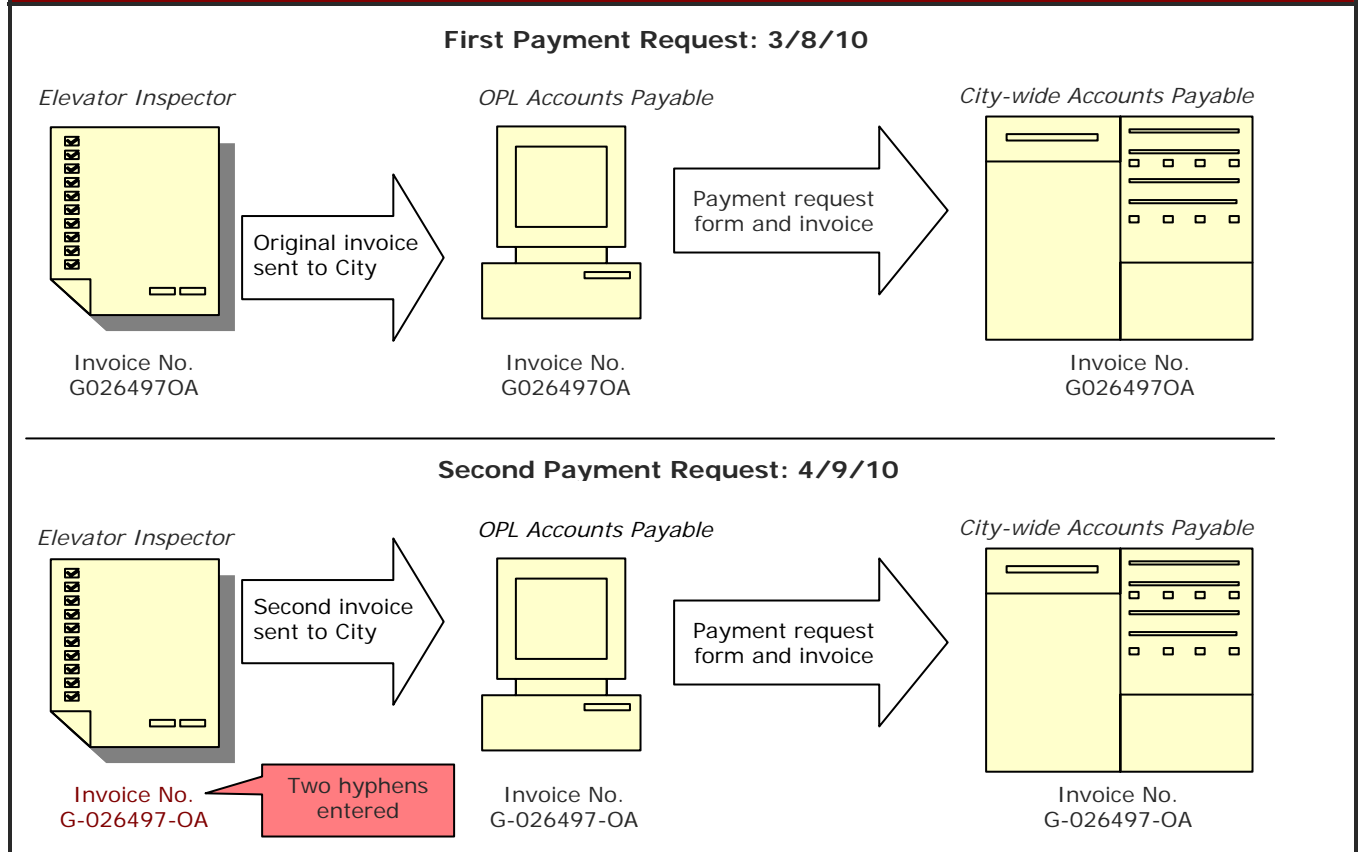 First Payment Request: 3/8/10
Elevator Inspector
OPL Accounts Payable
City-wide Accounts Payable
Original invoice
sent to City
Payment request
form and invoice
Invoice No.
G026497OA
Invoice No.
G026497OA
Invoice No.
G026497OA
Second Payment Request: 4/9/10
Elevator Inspector
OPL Accounts Payable
City-wide Accounts Payable
Second invoice
sent to City
Payment request
form and invoice
Invoice No.
G-026497-OA
Two hyphens
entered
Invoice No.
G-026497-OA
Invoice No.
G-026497-OA